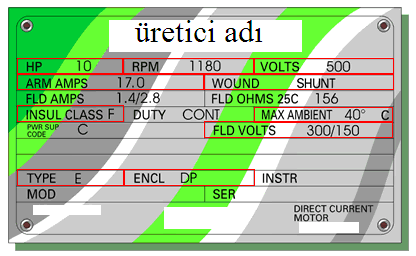 üretici adı
HP 10 RPM 1180 VOLTS 500
ARM AMPS 17.0 WOUND SHUNT
FLD AMPS 1.4/2.8 FLD OHMS 25C 156
INSUL CLASS F DUTY CONT MAX AMBIENT 40° C
PWR SUP CODE C FLD VOLTS 300/150
TYPE E ENCL DP INSTR
MOD SER
DIRECT CURRENT
MOTOR